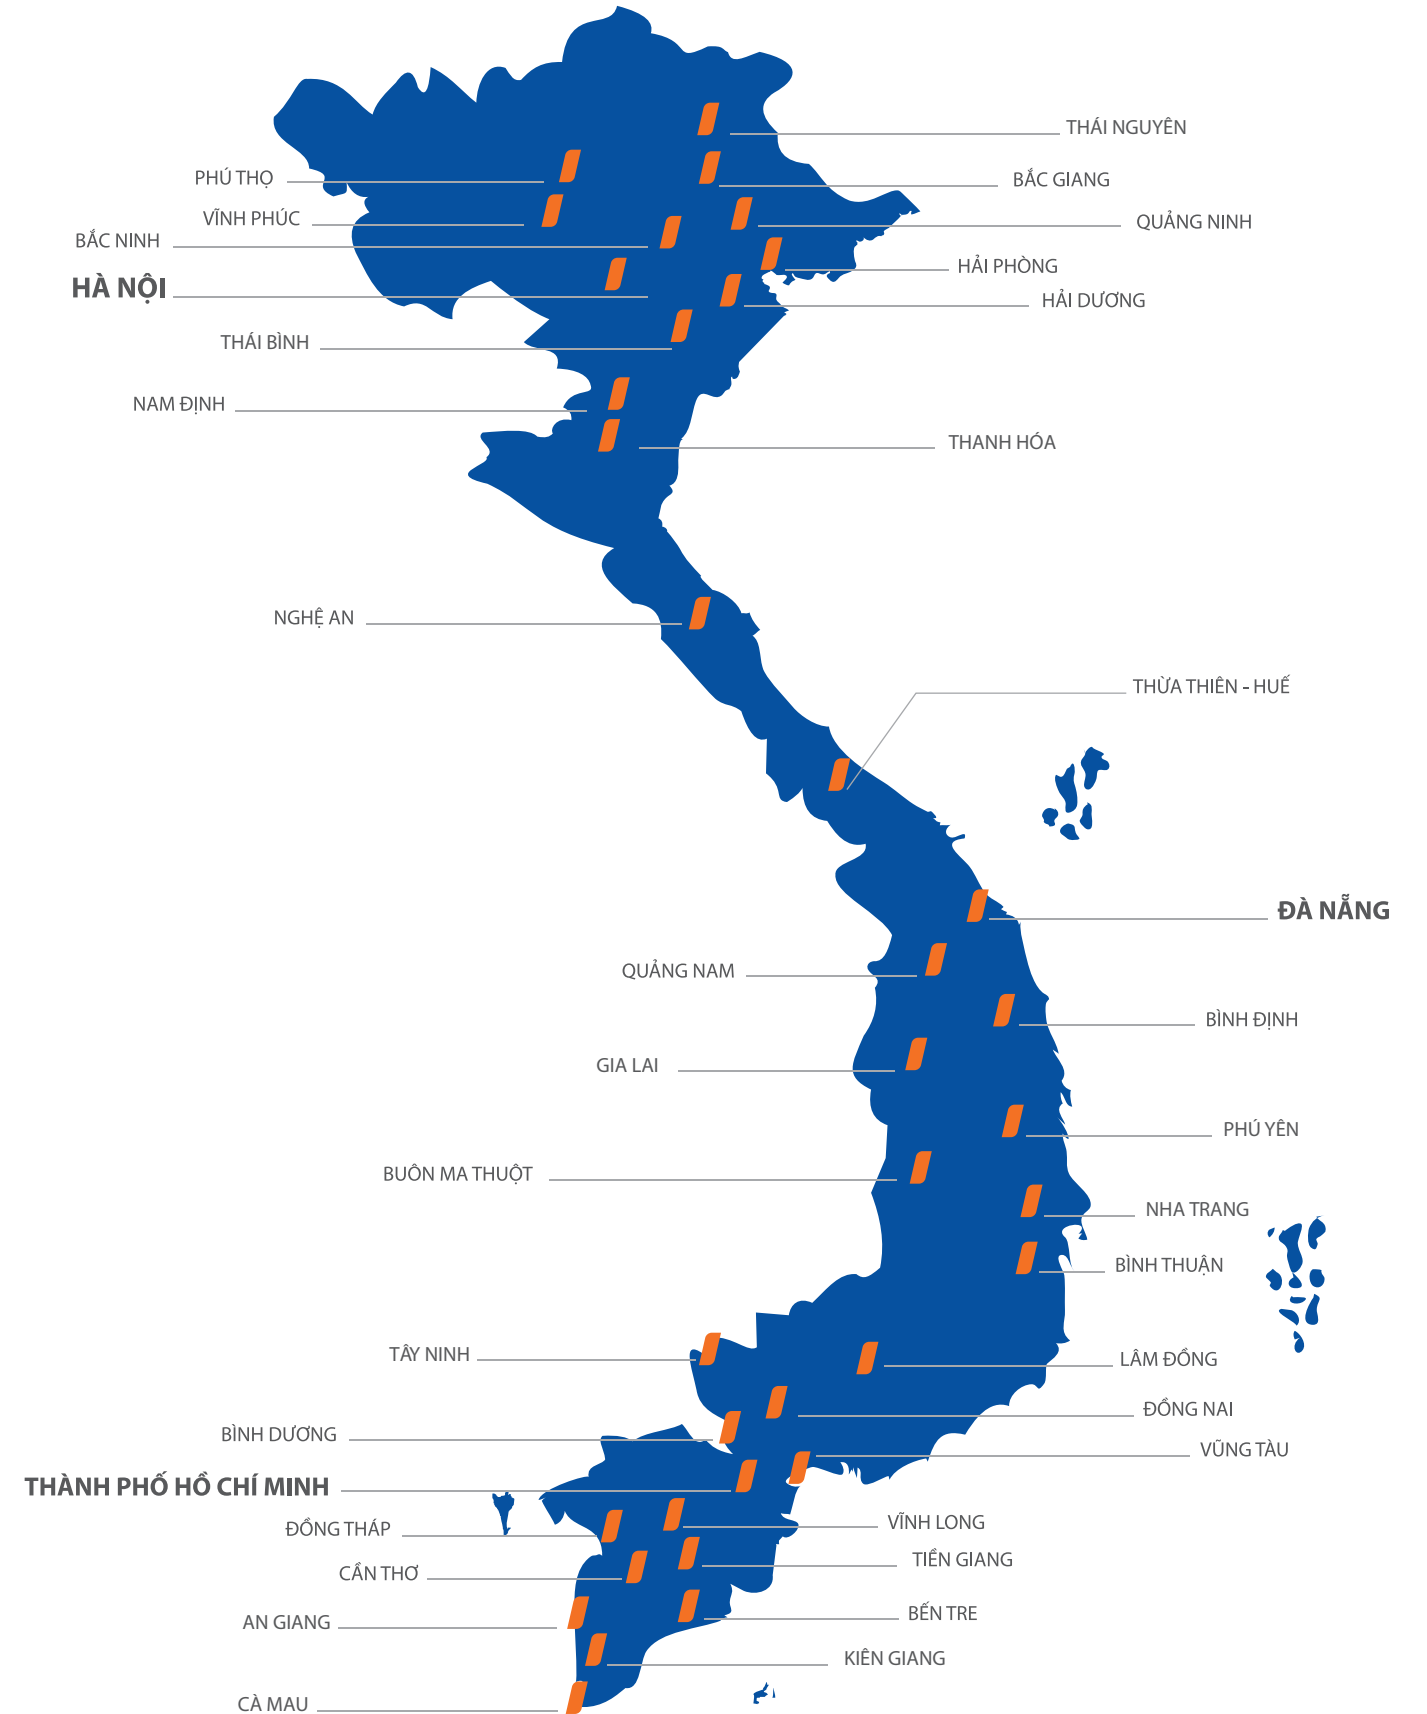 THÁI NGUYÊN
PHÚ THỌ
BẮC GIANG
VĨNH PHÚC
QUẢNG NINH
BẮC NINH
HẢI PHÒNG
HÀ NỘI
HẢI DƯƠNG
THÁI BÌNH
NAM ĐỊNH
THANH HÓA
NGHỆ AN
THỪA THIÊN - HUẾ
ĐÀ NẴNG
QUẢNG NAM
BÌNH ĐỊNH
GIA LAI
PHÚ YÊN
BUÔN MA THUỘT
NHA TRANG
BÌNH THUẬN
TÂY NINH
LÂM ĐỒNG
ĐỒNG NAI
BÌNH DƯƠNG
VŨNG TÀU
THÀNH PHỐ HỒ CHÍ MINH
VĨNH LONG
ĐỒNG THÁP
TIỀN GIANG
CẦN THƠ
BẾN TRE
AN GIANG
KIÊN GIANG
CÀ MAU